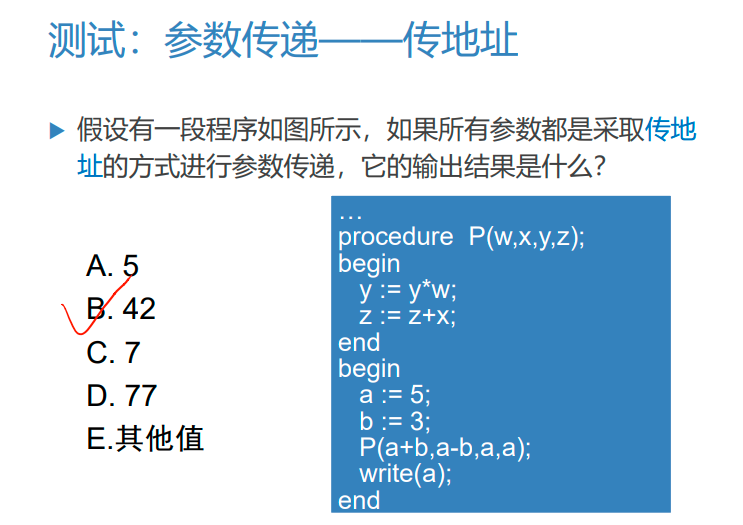 测试：参数传递——传地址
假设有一段程序如图所示，如果所有参数都是采取传地
址的方式进行参数传递，它的输出结果是什么？
A. 5
B. 42
C. 7
D. 77
E.其他值
…
procedure P(w,x,y,z);
begin
y := y*w;
z := z+x;
end
begin
a := 5;
b := 3;
P(a+b,a-b,a,a);
write(a);
end